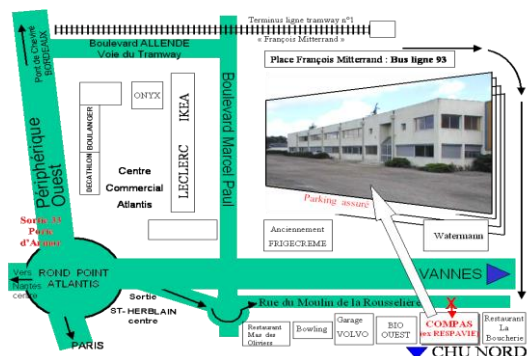 Terminus ligne tramway n°1
« François Mitterrand »
Boulevard ALLENDE
Voie du Tramway
Place François Mitterrand : Bus ligne 93
Pont de Cheviré
BORDEAUX
Périphérique
Ouest
Boulevard Marcel Paul
ONYX
BOULANGER
DECATHLON
IKEA
LECLERC
Centre
Commercial
Atlantis
Parking assuré
Sortie 33
Porte
d'Armor
Anciennement
FRIGECREME
Watermann
Vers
Nantes
centre
ROND POINT
ATLANTIS
VANNES
Sortie
ST- HERBLAIN
centre
Rue du Moulin de la Rousselière
X
PARIS
Restaurant
Mas des
Oliviers
Bowling
Garage
VOLVO
BIO
OUEST
COMPAS
(ex RESPAVIE)
Restaurant
La
Boucherie
CHU NORD